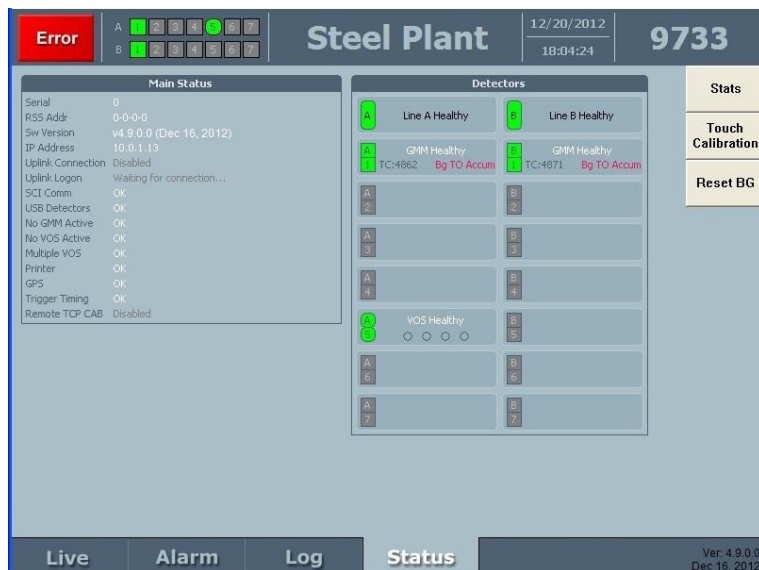 Error
A 1 2 3 4 5 6 7
B 1 2 3 4 5 6 7
Steel Plant
12/20/2012
18:04:24
9733
Main Status
Serial 0
RSS Addr 0-0-0-0
Sw Version v4.9.0.0 (Dec 16, 2012)
IP Address 10.0.1.13
Uplink Connection Disabled
Uplink Logon Waiting for connection...
SCI Comm OK
USB Detectors OK
No GMM Active OK
No VOS Active OK
Multiple VOS OK
Printer OK
GPS OK
Trigger Timing OK
Remote TCP CAB Disabled
Detectors
A Line A Healthy
B Line B Healthy
A 1 GMM Healthy
TC:4862 Bg TO Accum
B 1 GMM Healthy
TC:4871 Bg TO Accum
A 2
B 2
A 3
B 3
A 4
B 4
A 5 VOS Healthy
B 5
A 6
B 6
A 7
B 7
Stats
Touch
Calibration
Reset BG
Live Alarm Log Status
Ver: 4.9.0.0
Dec 16, 2012